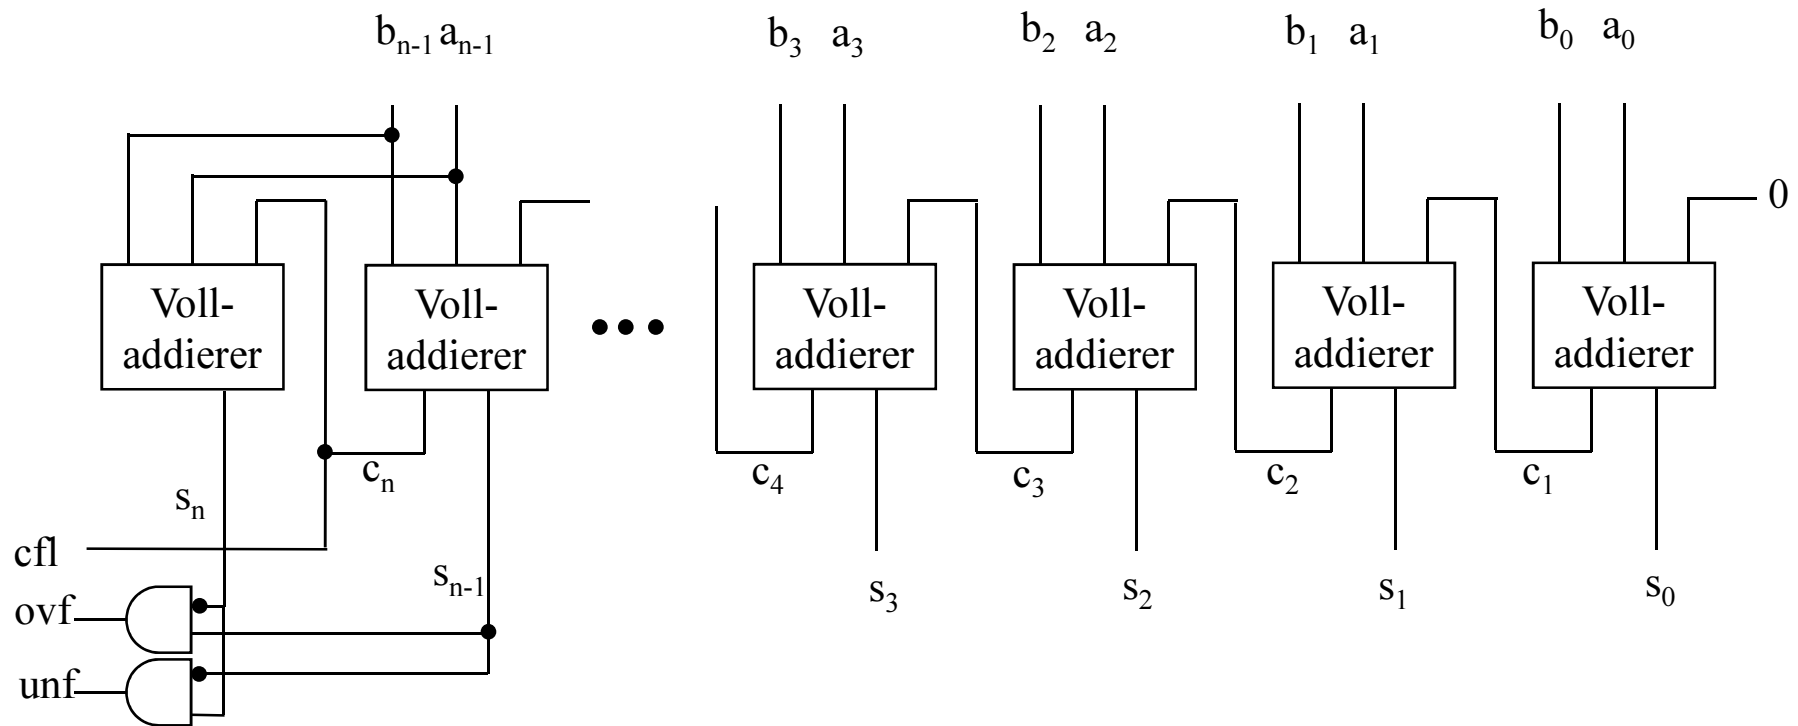 bₙ₋₁ aₙ₋₁ b₃ a₃ b₂ a₂ b₁ a₁ b₀ a₀
0
Voll-
addierer
Voll-
addierer
Voll-
addierer
Voll-
addierer
Voll-
addierer
Voll-
addierer
cₙ c₄ c₃ c₂ c₁
sₙ
cfl
sₙ₋₁ s₃ s₂ s₁ s₀
ovf
unf